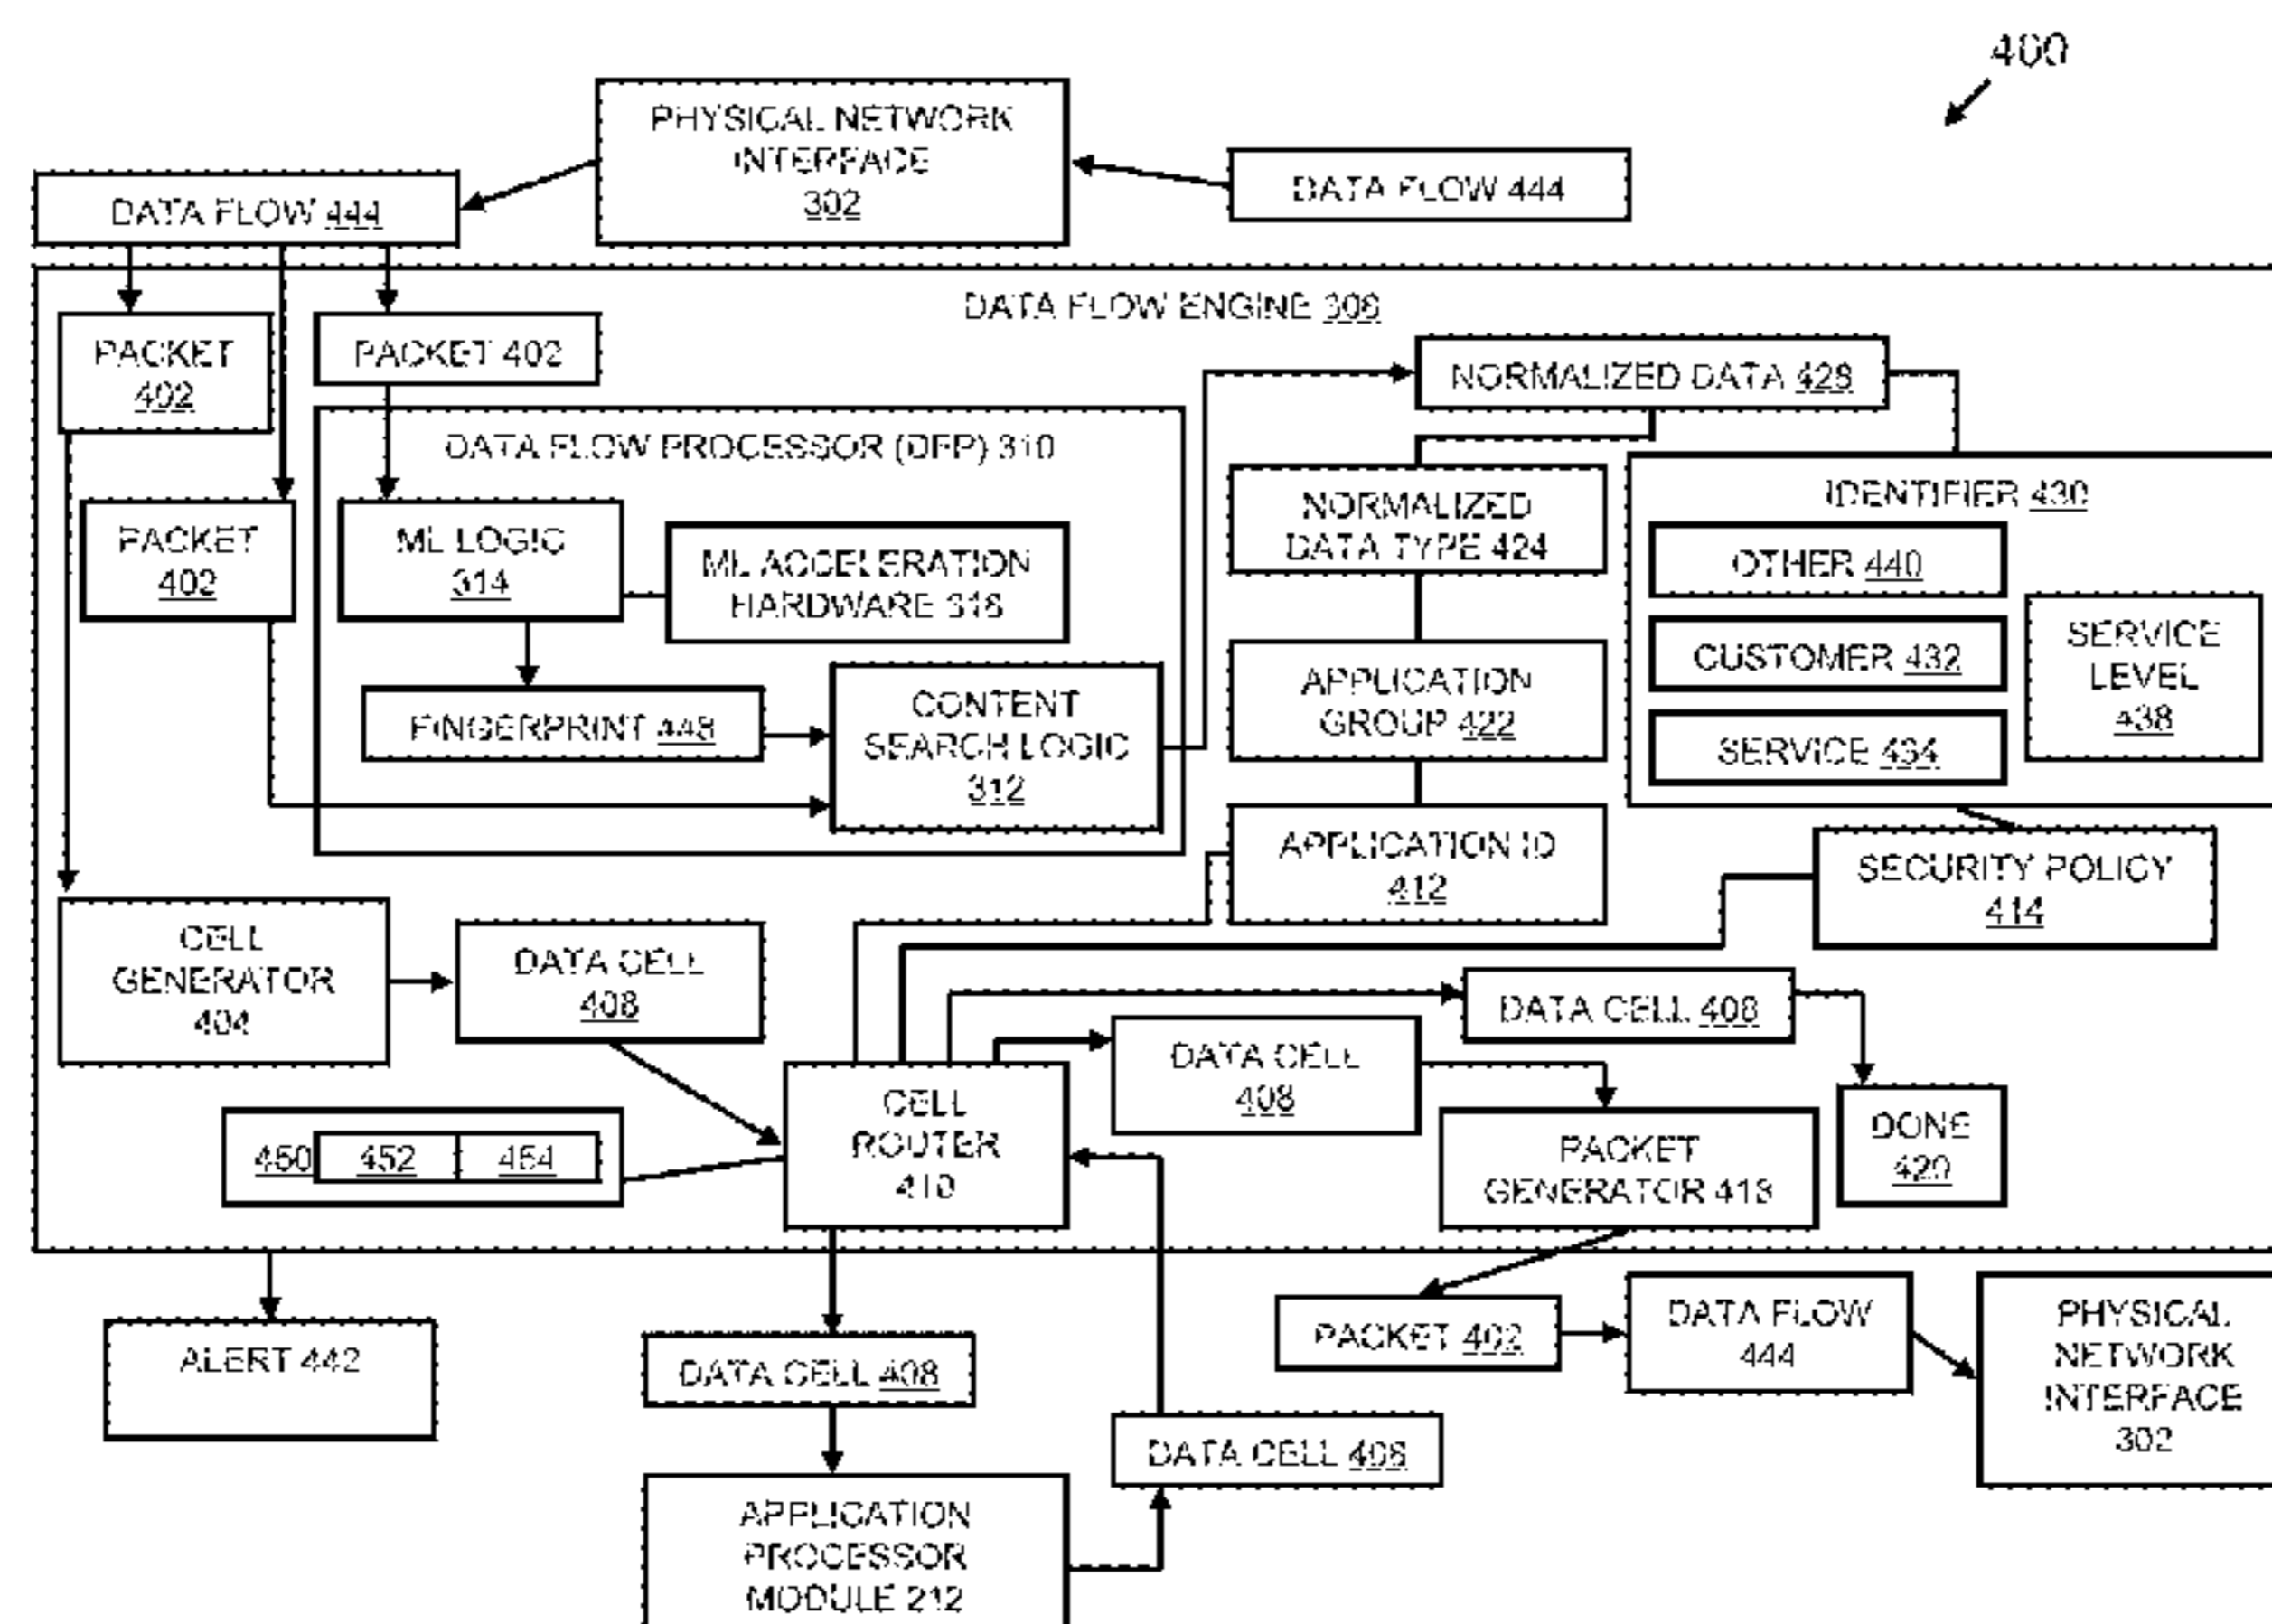 400
PHYSICAL NETWORK
INTERFACE
302
DATA FLOW 444
DATA FLOW 444
DATA FLOW ENGINE 306
PACKET
402
PACKET 402
NORMALIZED DATA 428
DATA FLOW PROCESSOR (DFP) 310
PACKET
402
ML LOGIC
314
ML ACCELERATION
HARDWARE 316
NORMALIZED
DATA TYPE 424
IDENTIFIER 430
OTHER 440
CUSTOMER 432
SERVICE 434
SERVICE
LEVEL
438
FINGERPRINT 448
CONTENT
SEARCH LOGIC
312
APPLICATION
GROUP 422
APPLICATION ID
412
SECURITY POLICY
414
CELL
GENERATOR
404
DATA CELL
408
DATA CELL 408
DATA CELL
408
CELL
ROUTER
410
450
452
454
PACKET
GENERATOR 418
DONE
420
ALERT 442
DATA CELL 408
PACKET 402
DATA FLOW
444
PHYSICAL
NETWORK
INTERFACE
302
DATA CELL 408
APPLICATION
PROCESSOR
MODULE 212